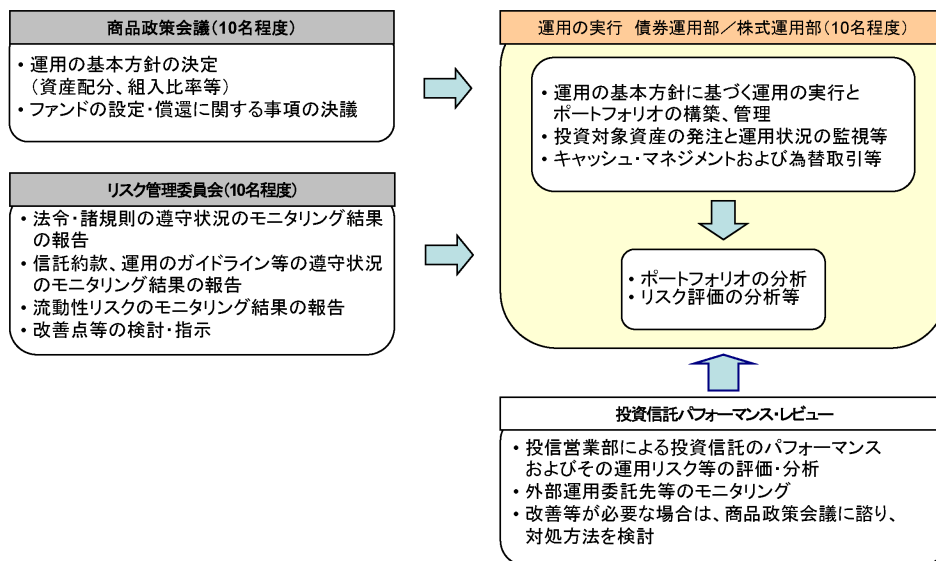 商品政策会議（10名程度）
・運用の基本方針の決定
（資産配分、組入比率等）
・ファンドの設定・償還に関する事項の決議
リスク管理委員会（10名程度）
・法令・諸規則の遵守状況のモニタリング結果
の報告
・信託約款、運用のガイドライン等の遵守状況
のモニタリング結果の報告
・流動性リスクのモニタリング結果の報告
・改善点等の検討・指示
運用の実行　債券運用部／株式運用部（10名程度）
・運用の基本方針に基づく運用の実行と
ポートフォリオの構築、管理
・投資対象資産の発注と運用状況の監視等
・キャッシュ・マネジメントおよび為替取引等
・ポートフォリオの分析
・リスク評価の分析等
投資信託パフォーマンス・レビュー
・投信営業部による投資信託のパフォーマンス
およびその運用リスク等の評価・分析
・外部運用委託先等のモニタリング
・改善等が必要な場合は、商品政策会議に諮り、
対処方法を検討